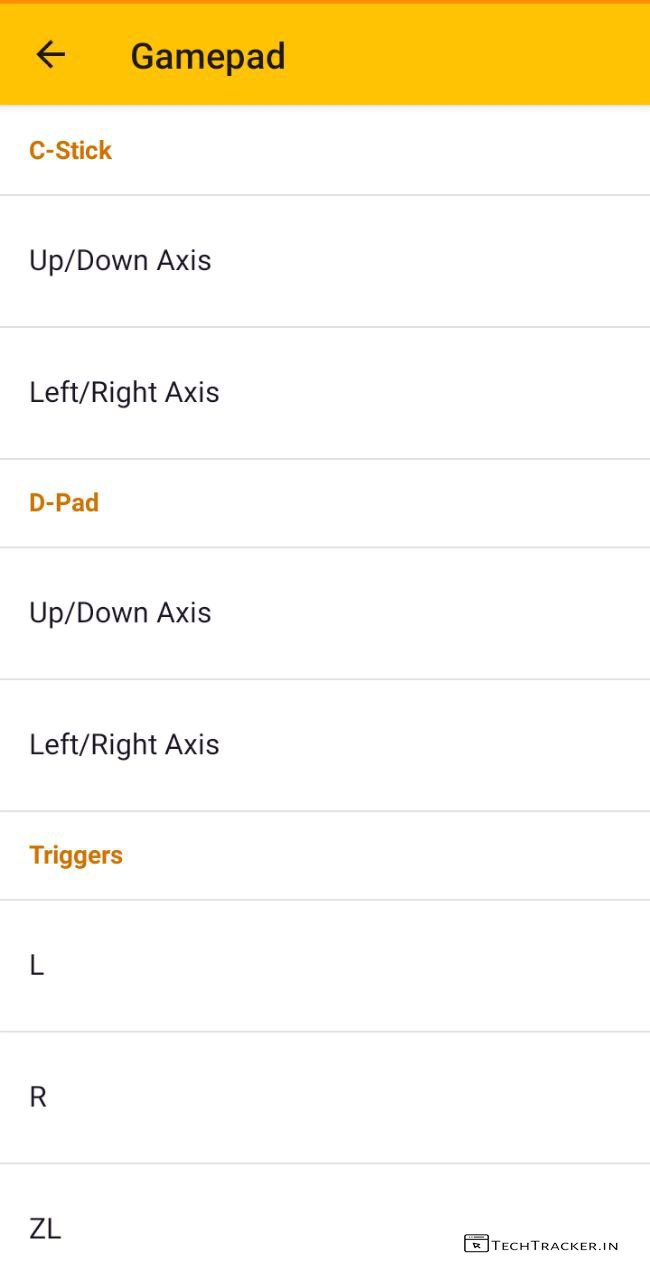 Gamepad
C-Stick
Up/Down Axis
Left/Right Axis
D-Pad
Up/Down Axis
Left/Right Axis
Triggers
L
R
ZL
TECHTRACKER.IN